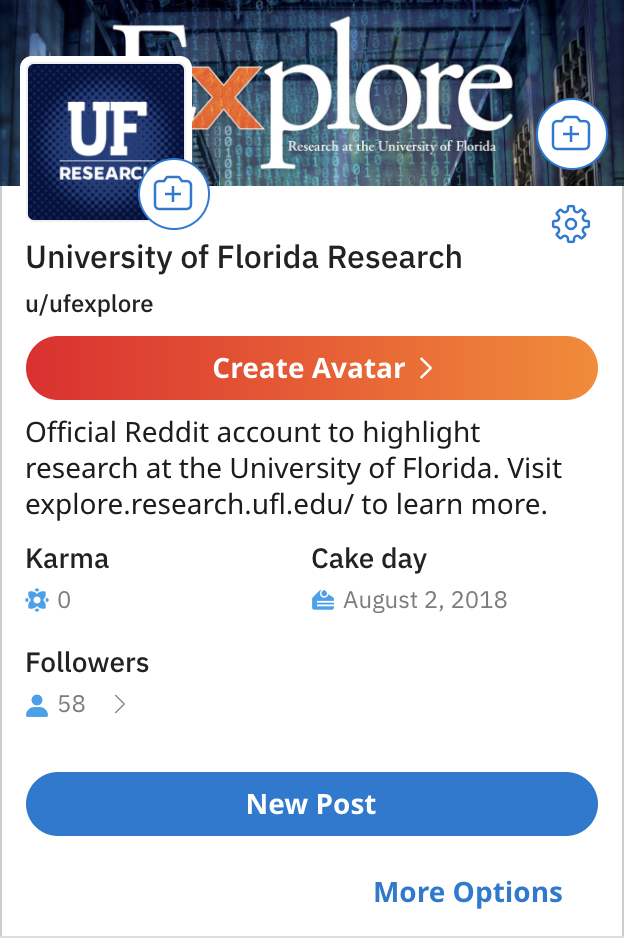 Explore
Research at the University of Florida
UF
RESEARCH
University of Florida Research
u/ufexplore
Create Avatar
Official Reddit account to highlight
research at the University of Florida. Visit
explore.research.ufl.edu/ to learn more.
Karma
Cake day
0
August 2, 2018
Followers
58
New Post
More Options